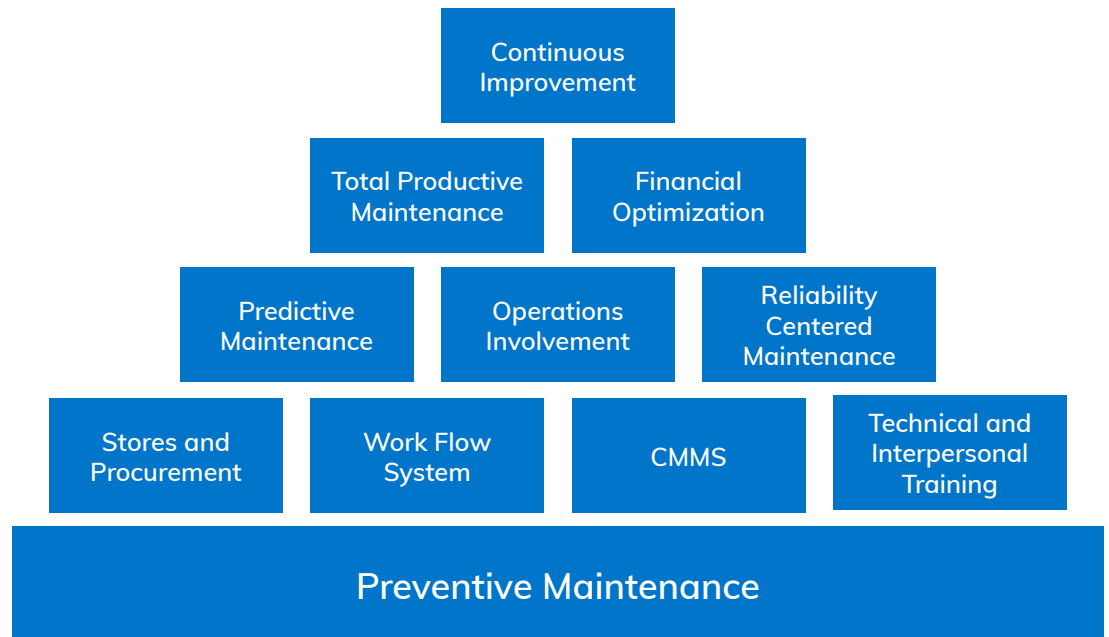 Continuous
Improvement
Total Productive
Maintenance
Financial
Optimization
Predictive
Maintenance
Operations
Involvement
Reliability
Centered
Maintenance
Stores and
Procurement
Work Flow
System
CMMS
Technical and
Interpersonal
Training
Preventive Maintenance